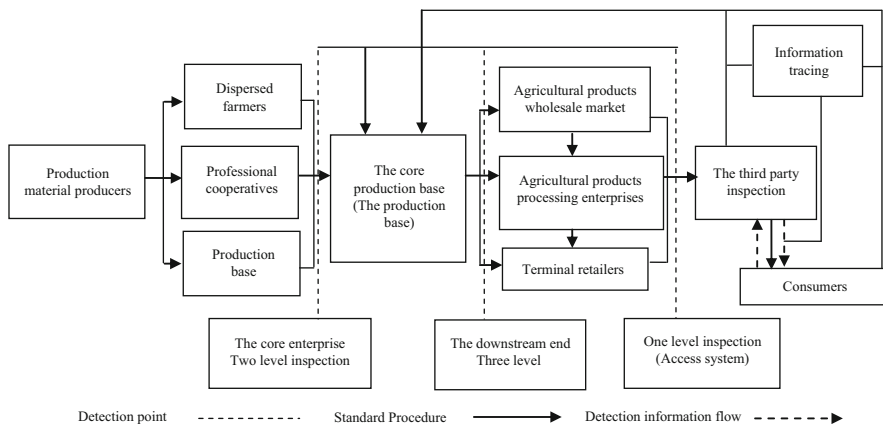 Information
tracing
Dispersed
farmers
Agricultural products
wholesale market
Production
material producers
Professional
cooperatives
The core
production base
(The production
base)
Agricultural products
processing enterprises
The third party
inspection
Production
base
Terminal retailers
Consumers
The core enterprise
Two level inspection
The downstream end
Three level
One level inspection
(Access system)
Detection point
Standard Procedure
Detection information flow